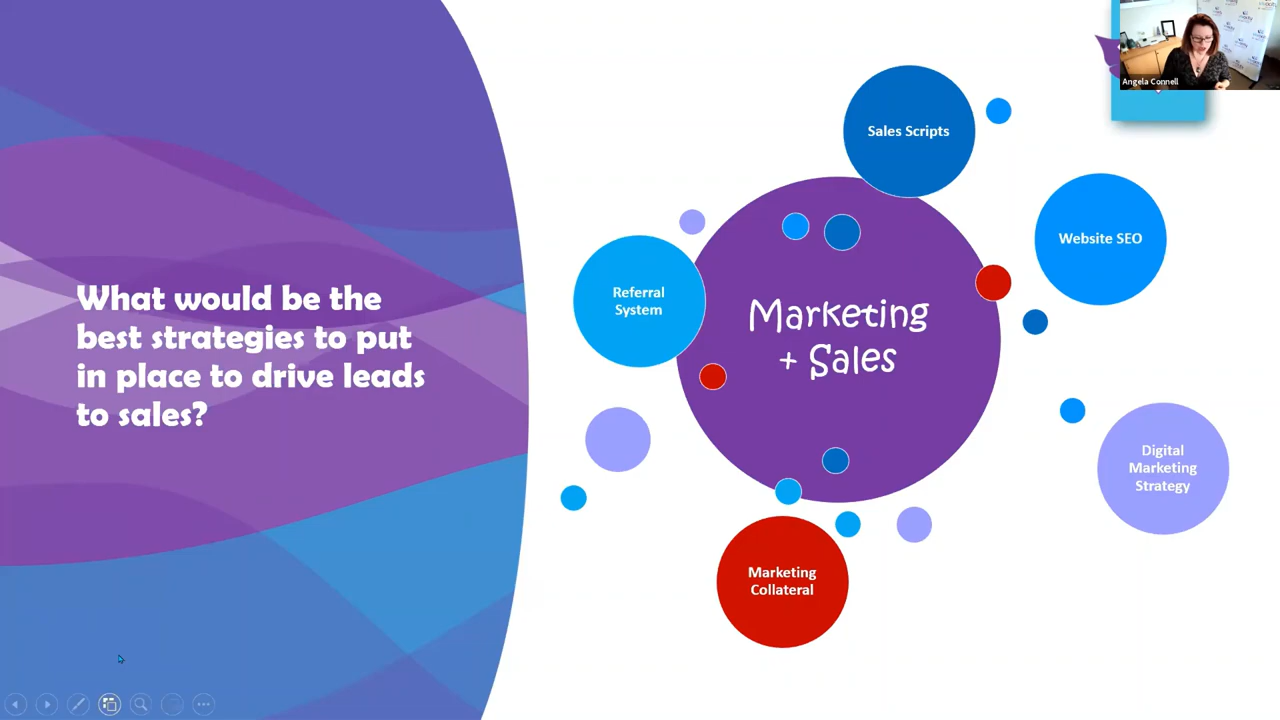 What would be the
best strategies to put
in place to drive leads
to sales?
Sales Scripts
Website SEO
Referral
System
Marketing
+ Sales
Digital
Marketing
Strategy
Marketing
Collateral
Angela Connell